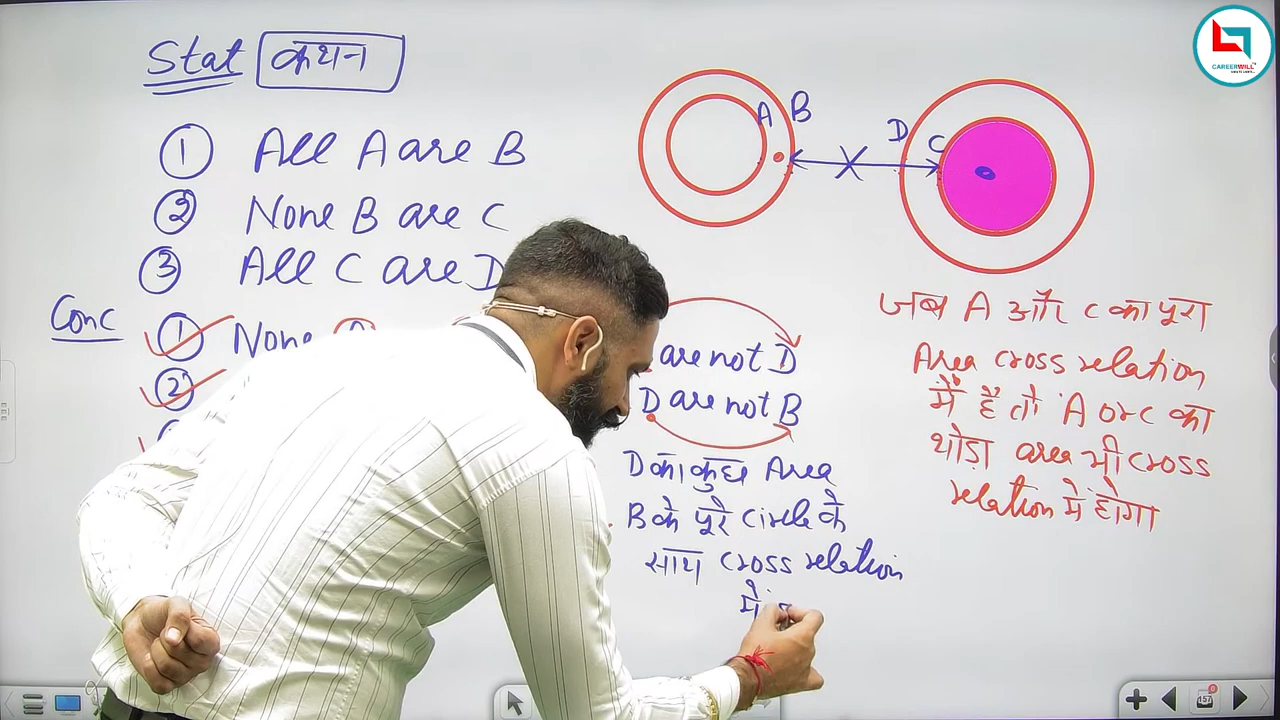 Stat कथन
① All A are B
② None B are C
③ All C are D
Conc
① None
②
A B
D C
are not D
D are not B
D का कुछ Area
B के पूरे circle के
साथ cross relation
में
जब A और C का पूरा
Area cross relation
में है तो A or C का
थोड़ा area भी cross
relation में होगा
CAREERWILL
157